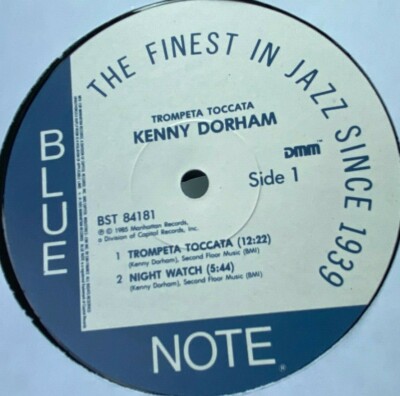 THE FINEST IN JAZZ SINCE 1939
TROMPETA TOCCATA
KENNY DORHAM
DMM™
Side 1
BST 84181
℗ © 1985 Manhattan Records,
a Division of Capitol Records, Inc.
1 TROMPETA TOCCATA (12:22)
(Kenny Dorham), Second Floor Music (BMI)
2 NIGHT WATCH (5:44)
(Kenny Dorham), Second Floor Music (BMI)
BLUE
NOTE®